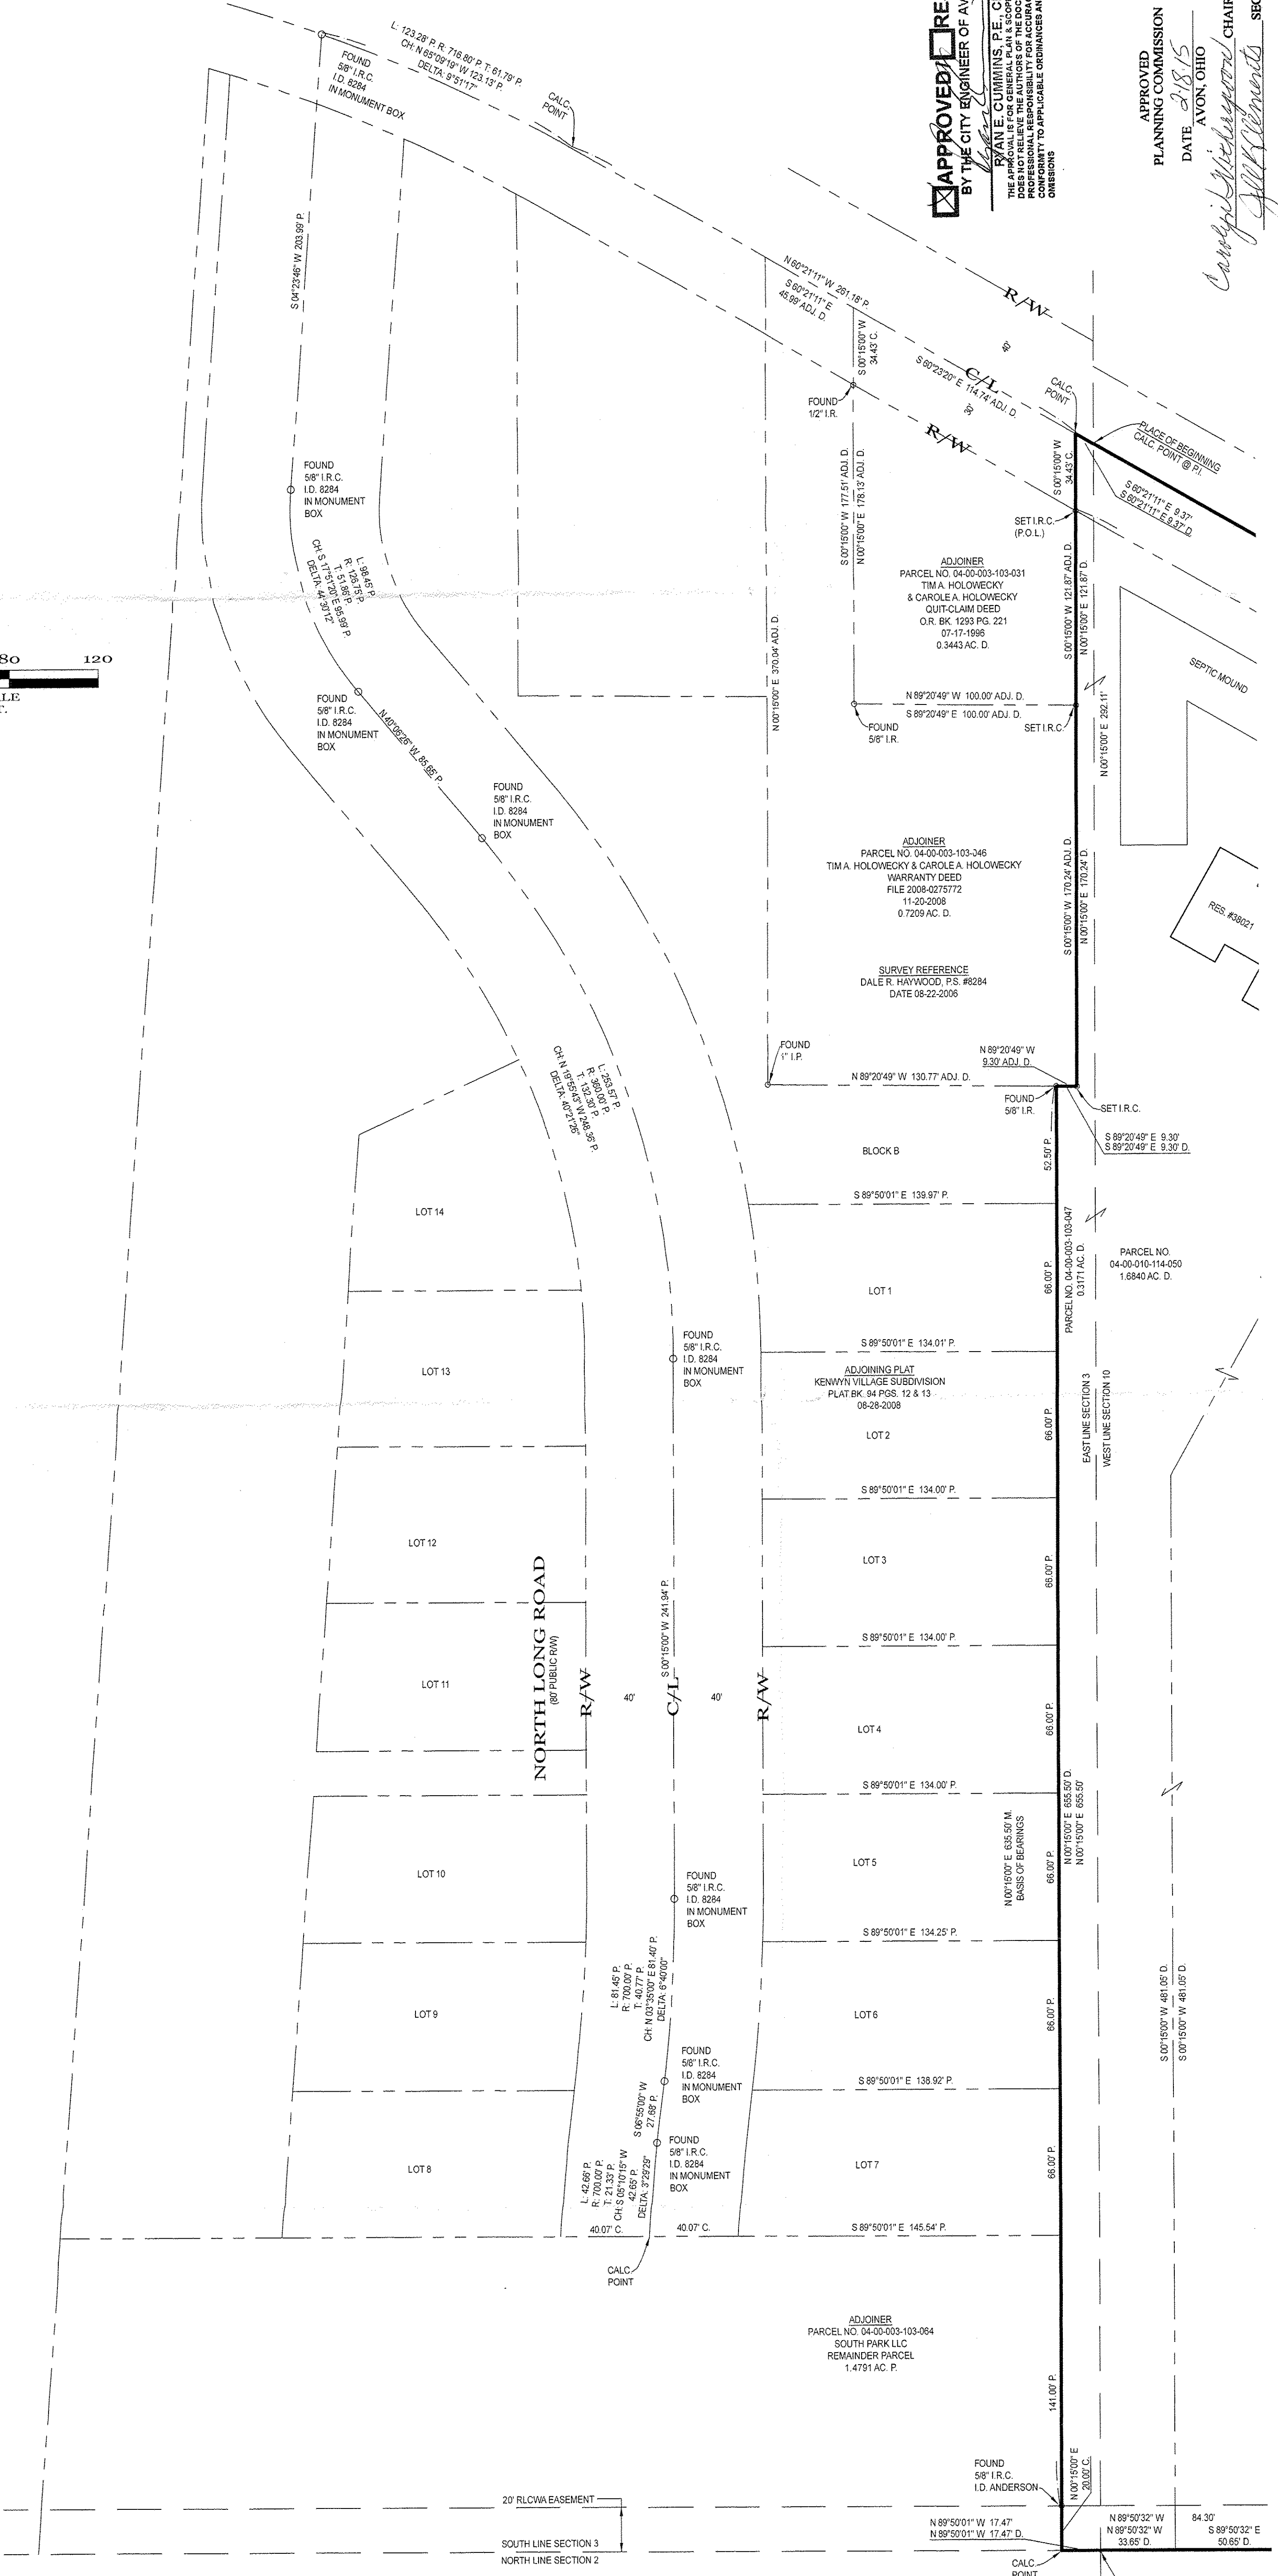 L: 123.28' P. R: 716.80' P. T: 61.79' P.
CH: N 65°09'19" W 123.13' P.
DELTA: 9°51'17"
FOUND
5/8" I.R.C.
I.D. 8284
IN MONUMENT BOX
CALC.
POINT
APPROVED
BY THE CITY ENGINEER OF
RYAN E. CUMMINS, P.E.,
THE APPROVAL IS FOR GENERAL PLAN &
DOES NOT RELIEVE THE AUTHORS OF THE
PROFESSIONAL RESPONSIBILITY FOR
CONFORMITY TO APPLICABLE ORDINANCES
OMISSIONS
APPROVED
PLANNING COMMISSION
DATE 2·18·15
AVON, OHIO
S 04°23'46" W 203.99' P.
N 60°21'11" W 261.18' P.
S 60°21'11" E
45.99' ADJ. D.
R/W
40'
S 00°15'00" W
34.43' C.
C/L
S 60°23'20" E 114.74' ADJ. D.
30'
CALC.
POINT
FOUND
1/2" I.R.
R/W
PLACE OF BEGINNING
CALC. POINT @ P.I.
S 00°15'00" W
34.43' C.
S 60°21'11" E 9.37'
S 60°21'11" E 9.37' D.
FOUND
5/8" I.R.C.
I.D. 8284
IN MONUMENT
BOX
S 00°15'00" W 177.51' ADJ. D.
N 00°15'00" E 178.13' ADJ. D.
SET I.R.C.
(P.O.L.)
L: 98.45' P.
R: 126.75' P.
T: 51.86' P.
CH: S 17°51'20" E 95.99' P.
DELTA: 44°30'12"
ADJOINER
PARCEL NO. 04-00-003-103-031
TIM A. HOLOWECKY
& CAROLE A. HOLOWECKY
QUIT-CLAIM DEED
O.R. BK. 1293 PG. 221
07-17-1996
0.3443 AC. D.
S 00°15'00" W 121.87' ADJ. D.
N 00°15'00" E 121.87' D.
SEPTIC MOUND
120
N 00°15'00" E 370.04' ADJ. D.
N 89°20'49" W 100.00' ADJ. D.
S 89°20'49" E 100.00' ADJ. D.
FOUND
5/8" I.R.
SET I.R.C.
N 00°15'00" E 292.11'
FOUND
5/8" I.R.C.
I.D. 8284
IN MONUMENT
BOX
N 40°06'26" W 85.65' P.
FOUND
5/8" I.R.C.
I.D. 8284
IN MONUMENT
BOX
ADJOINER
PARCEL NO. 04-00-003-103-046
TIM A. HOLOWECKY & CAROLE A. HOLOWECKY
WARRANTY DEED
FILE 2008-0275772
11-20-2008
0.7209 AC. D.
S 00°15'00" W 170.24' ADJ. D.
N 00°15'00" E 170.24' D.
RES. #38021
SURVEY REFERENCE
DALE R. HAYWOOD, P.S. #8284
DATE 08-22-2006
L: 253.57' P.
R: 360.00' P.
T: 132.30' P.
CH: N 19°55'43" W 248.36' P.
DELTA: 40°21'26"
FOUND
1" I.P.
N 89°20'49" W
9.30' ADJ. D.
N 89°20'49" W 130.77' ADJ. D.
FOUND
5/8" I.R.
SET I.R.C.
S 89°20'49" E 9.30'
S 89°20'49" E 9.30' D.
BLOCK B
52.50' P.
S 89°50'01" E 139.97' P.
LOT 14
PARCEL NO. 04-00-003-103-047
0.3171 AC. D.
PARCEL NO.
04-00-010-114-050
1.6840 AC. D.
LOT 1
66.00' P.
S 89°50'01" E 134.01' P.
FOUND
5/8" I.R.C.
I.D. 8284
IN MONUMENT
BOX
LOT 13
ADJOINING PLAT
KENWYN VILLAGE SUBDIVISION
PLAT BK. 94 PGS. 12 & 13
08-28-2008
LOT 2
66.00' P.
EAST LINE SECTION 3
WEST LINE SECTION 10
S 89°50'01" E 134.00' P.
LOT 12
LOT 3
66.00' P.
NORTH LONG ROAD
(80' PUBLIC R/W)
S 00°15'00" W 241.94' P.
S 89°50'01" E 134.00' P.
LOT 11
R/W
40'
C/L
40'
R/W
LOT 4
66.00' P.
S 89°50'01" E 134.00' P.
N 00°15'00" E 655.50' D.
N 00°15'00" E 655.50'
LOT 10
LOT 5
N 00°15'00" E 635.50' M.
BASIS OF BEARINGS
66.00' P.
FOUND
5/8" I.R.C.
I.D. 8284
IN MONUMENT
BOX
S 89°50'01" E 134.25' P.
L: 81.45' P.
R: 700.00' P.
T: 40.77' P.
CH: N 03°35'00" E 81.40' P.
DELTA: 6°40'00"
LOT 9
LOT 6
66.00' P.
S 00°15'00" W 481.05' D.
S 00°15'00" W 481.05' D.
FOUND
5/8" I.R.C.
I.D. 8284
IN MONUMENT
BOX
S 89°50'01" E 138.92' P.
S 06°55'00" W
27.68' P.
FOUND
5/8" I.R.C.
I.D. 8284
IN MONUMENT
BOX
LOT 8
L: 42.66' P.
R: 700.00' P.
T: 21.33' P.
CH: S 05°10'15" W
42.65' P.
DELTA: 3°29'29"
LOT 7
66.00' P.
40.07' C.
40.07' C.
S 89°50'01" E 145.54' P.
CALC.
POINT
ADJOINER
PARCEL NO. 04-00-003-103-064
SOUTH PARK LLC
REMAINDER PARCEL
1.4791 AC. P.
141.00' P.
FOUND
5/8" I.R.C.
I.D. ANDERSON
N 00°15'00" E
20.00' C.
20' RLCWA EASEMENT
N 89°50'01" W 17.47'
N 89°50'01" W 17.47' D.
N 89°50'32" W 84.30'
N 89°50'32" W
33.65' D.
S 89°50'32" E
50.65' D.
SOUTH LINE SECTION 3
NORTH LINE SECTION 2
CALC.
POINT